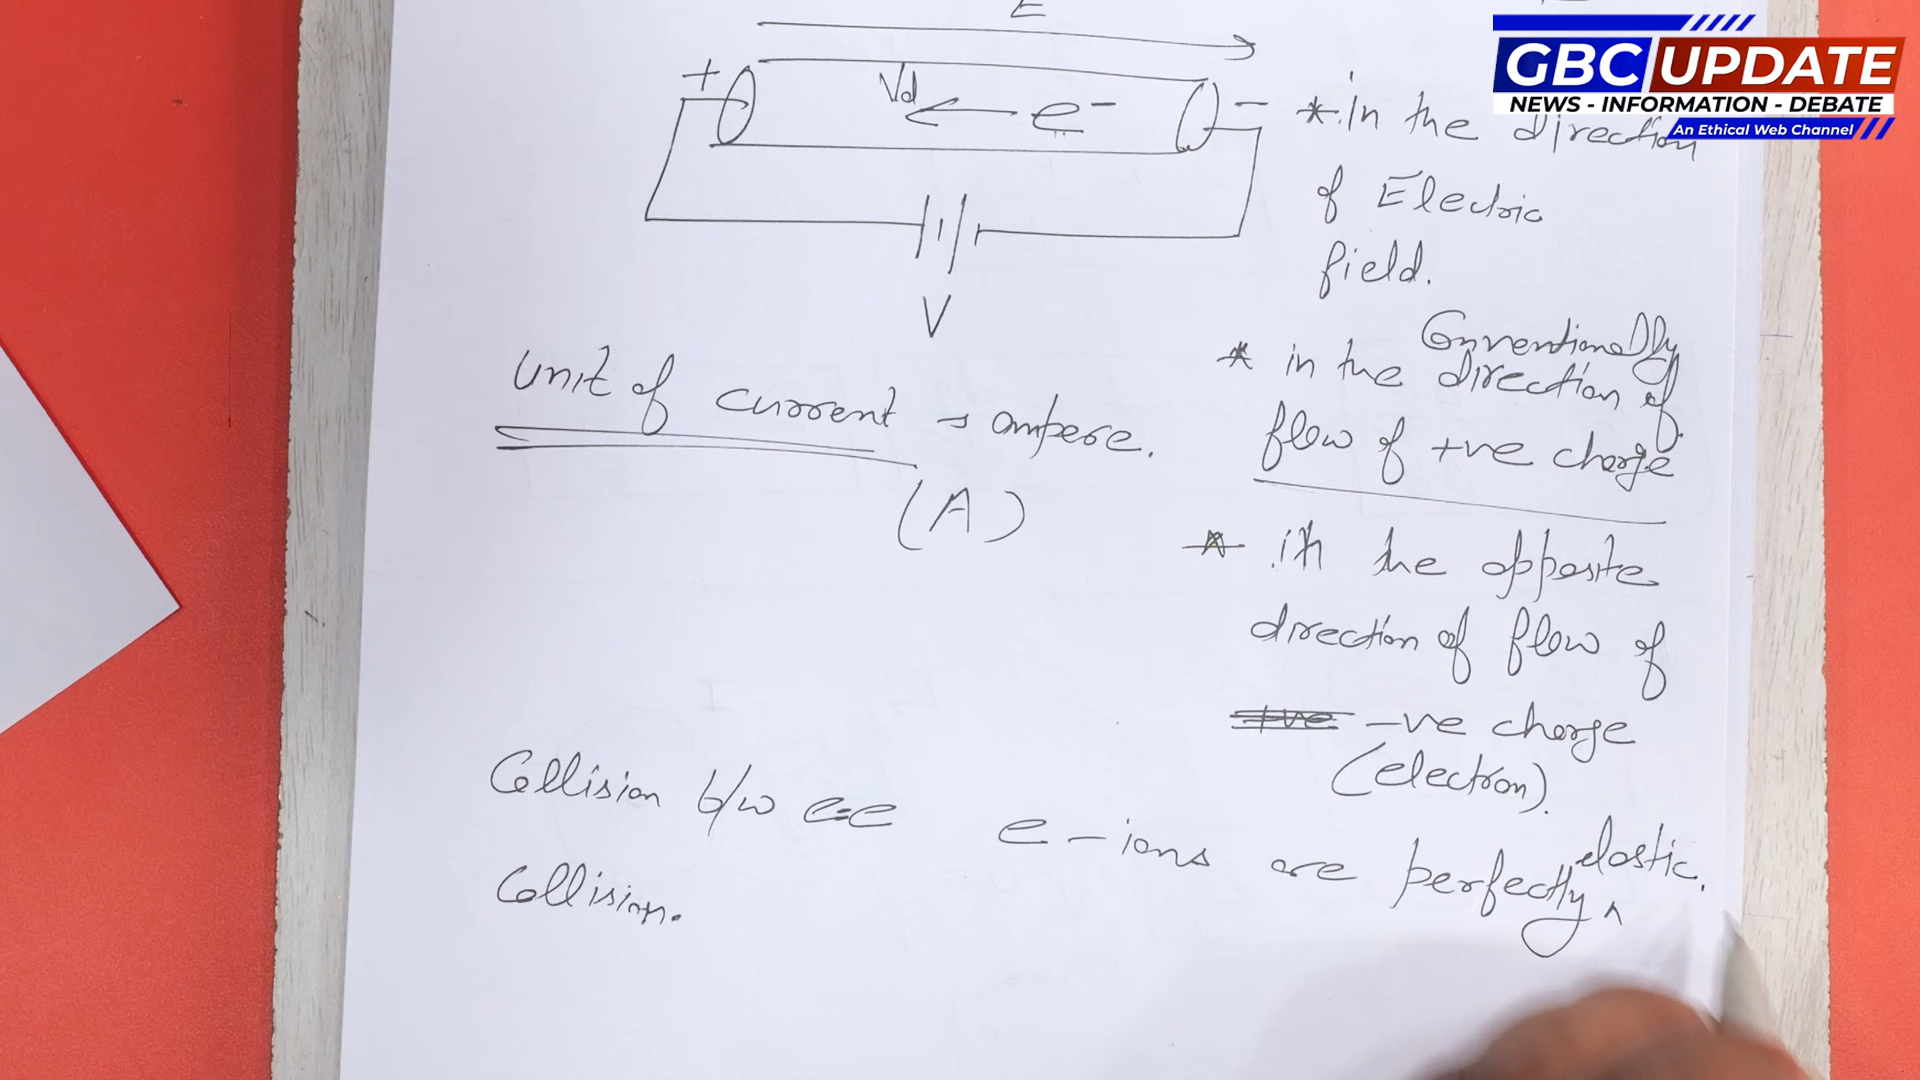 E
+
Vd
e-
-
V
GBC UPDATE
NEWS - INFORMATION - DEBATE
An Ethical Web Channel
* in the direction
of Electric
field.
Conventionally
* in the direction of
flow of +ve charge
* in the opposite
direction of flow of
+ve -ve charge
(electron).
unit of current → ampere.
(A)
Collision b/w e-e e-ions are perfectly elastic.
Collision.